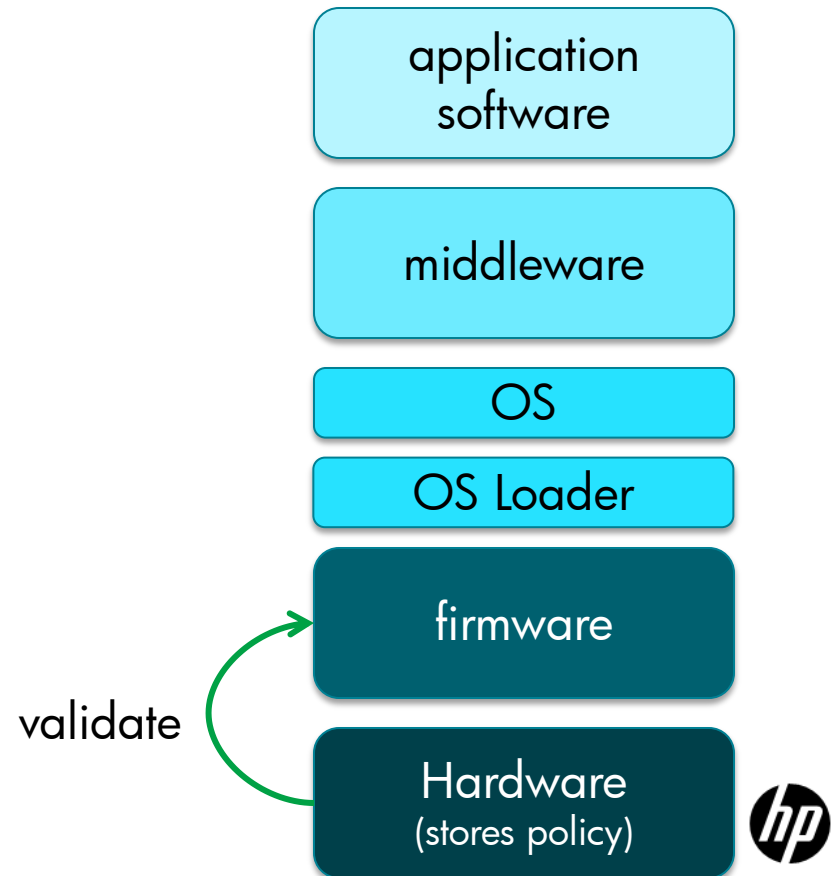 application
software
middleware
OS
OS Loader
firmware
validate
Hardware
(stores policy)
hp